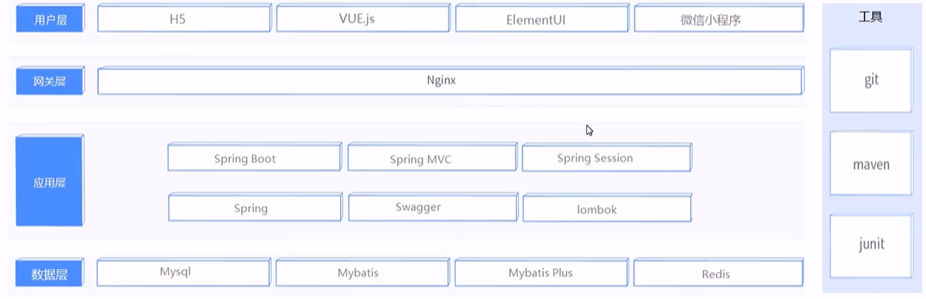 用户层 H5 VUE.js ElementUI 微信小程序
网关层 Nginx
应用层
Spring Boot Spring MVC Spring Session
Spring Swagger lombok
数据层 Mysql Mybatis Mybatis Plus Redis
工具
git
maven
junit